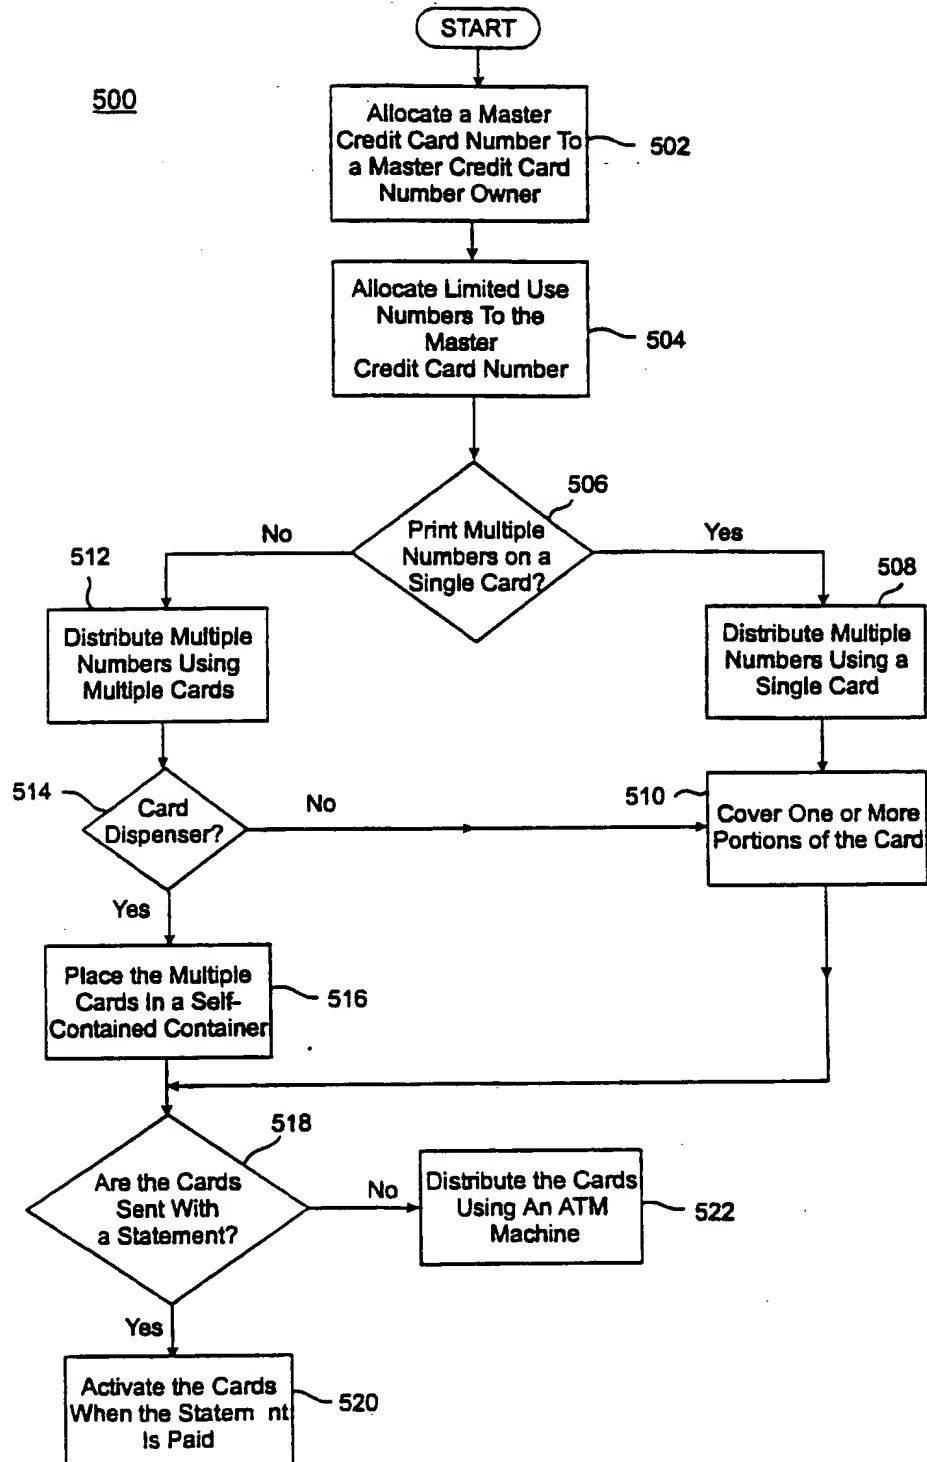 START
500
Allocate a Master
Credit Card Number To
a Master Credit Card
Number Owner
502
Allocate Limited Use
Numbers To the
Master
Credit Card Number
504
506
Print Multiple
Numbers on a
Single Card?
No
Yes
512
508
Distribute Multiple
Numbers Using
Multiple Cards
Distribute Multiple
Numbers Using a
Single Card
514
Card
Dispenser?
No
510
Cover One or More
Portions of the Card
Yes
Place the Multiple
Cards In a Self-
Contained Container
516
518
Are the Cards
Sent With
a Statement?
No
Distribute the Cards
Using An ATM
Machine
522
Yes
Activate the Cards
When the Statem nt
Is Paid
520